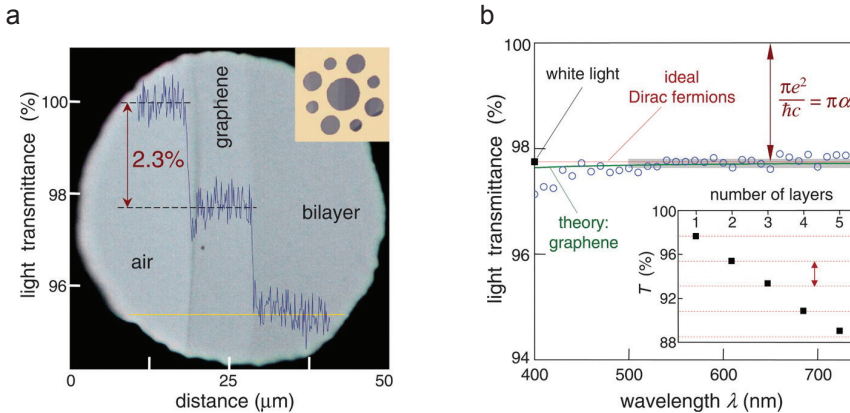 a
light transmittance (%)
100
98
96
2.3%
air
graphene
bilayer
0
25
50
distance (μm)
b
light transmittance (%)
100
98
96
94
white light
ideal
Dirac fermions
πe²/ħc = πα
theory:
graphene
number of layers
1 2 3 4 5
T (%)
100
96
92
88
400 500 600 700
wavelength λ (nm)